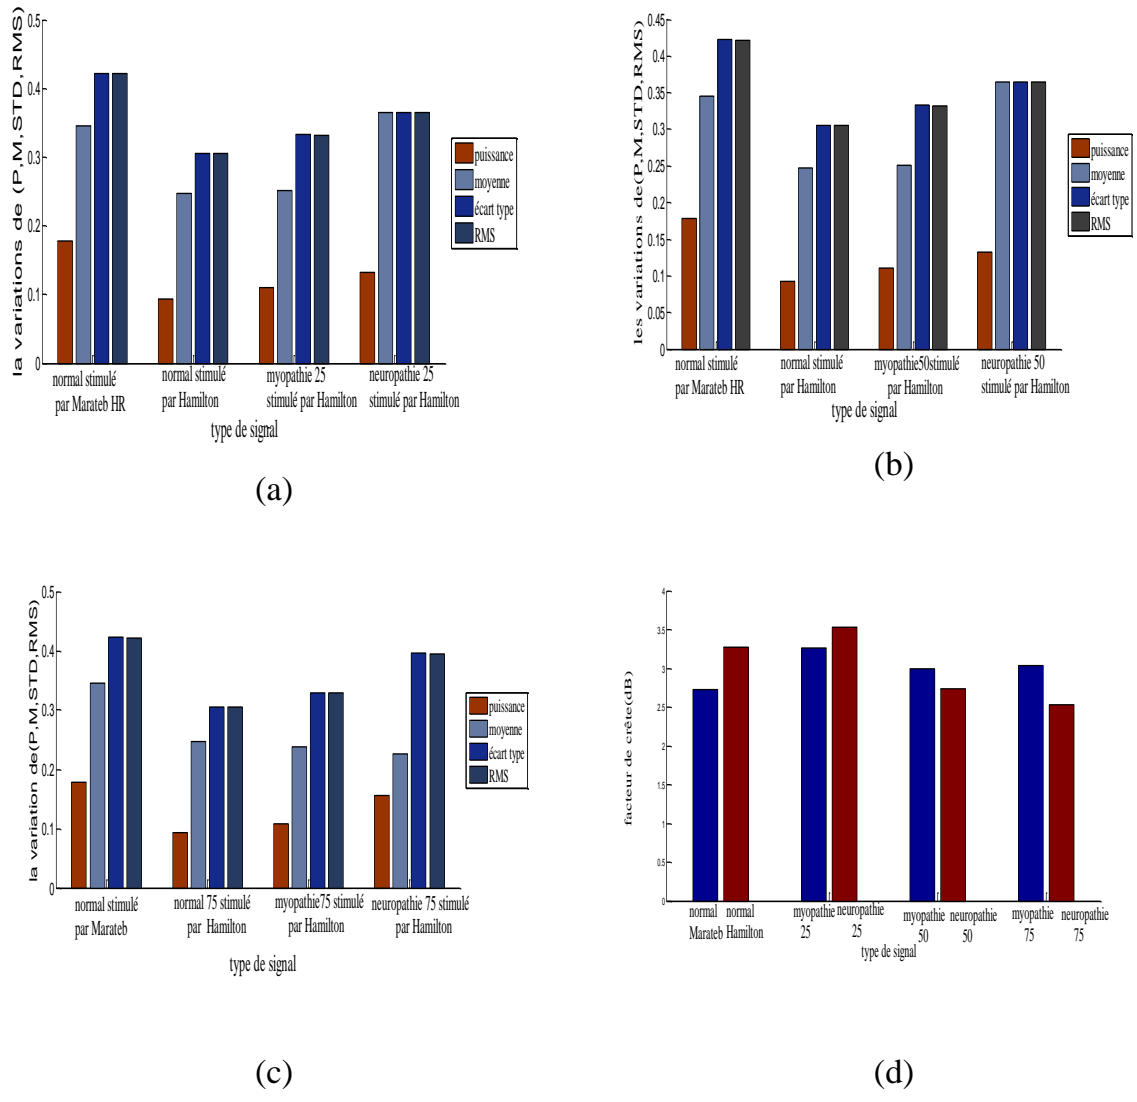 la variations de (P,M,STD,RMS)
0.5
0.4
0.3
0.2
0.1
0
normal stimulé
par Marateb HR
normal stimulé
par Hamilton
myopathie 25
stimulé par Hamilton
neuropathie 25
stimulé par Hamilton
type de signal
puissance
moyenne
écart type
RMS
(a)
les variations de(P,M,STD,RMS)
0.45
0.4
0.35
0.3
0.25
0.2
0.15
0.1
0.05
0
normal stimulé
par Marateb HR
normal stimulé
par Hamilton
myopathie50stimulé
par Hamilton
neuropathie 50
stimulé par Hamilton
type de signal
puissance
moyenne
écart type
RMS
(b)
la variation de(P,M,STD,RMS)
0.5
0.4
0.3
0.2
0.1
0
normal stimulé
par Marateb
normal 75 stimulé
par Hamilton
myopathie75 stimulé
par Hamilton
neuropathie 75 stimulé
par Hamilton
type de signal
puissance
moyenne
écart type
RMS
(c)
facteur de crête(dB)
4
3.5
3
2.5
2
1.5
1
0.5
0
normal
Marateb
normal
Hamilton
myopathie
25
neuropathie
25
myopathie
50
neuropathie
50
myopathie
75
neuropathie
75
type de signal
(d)